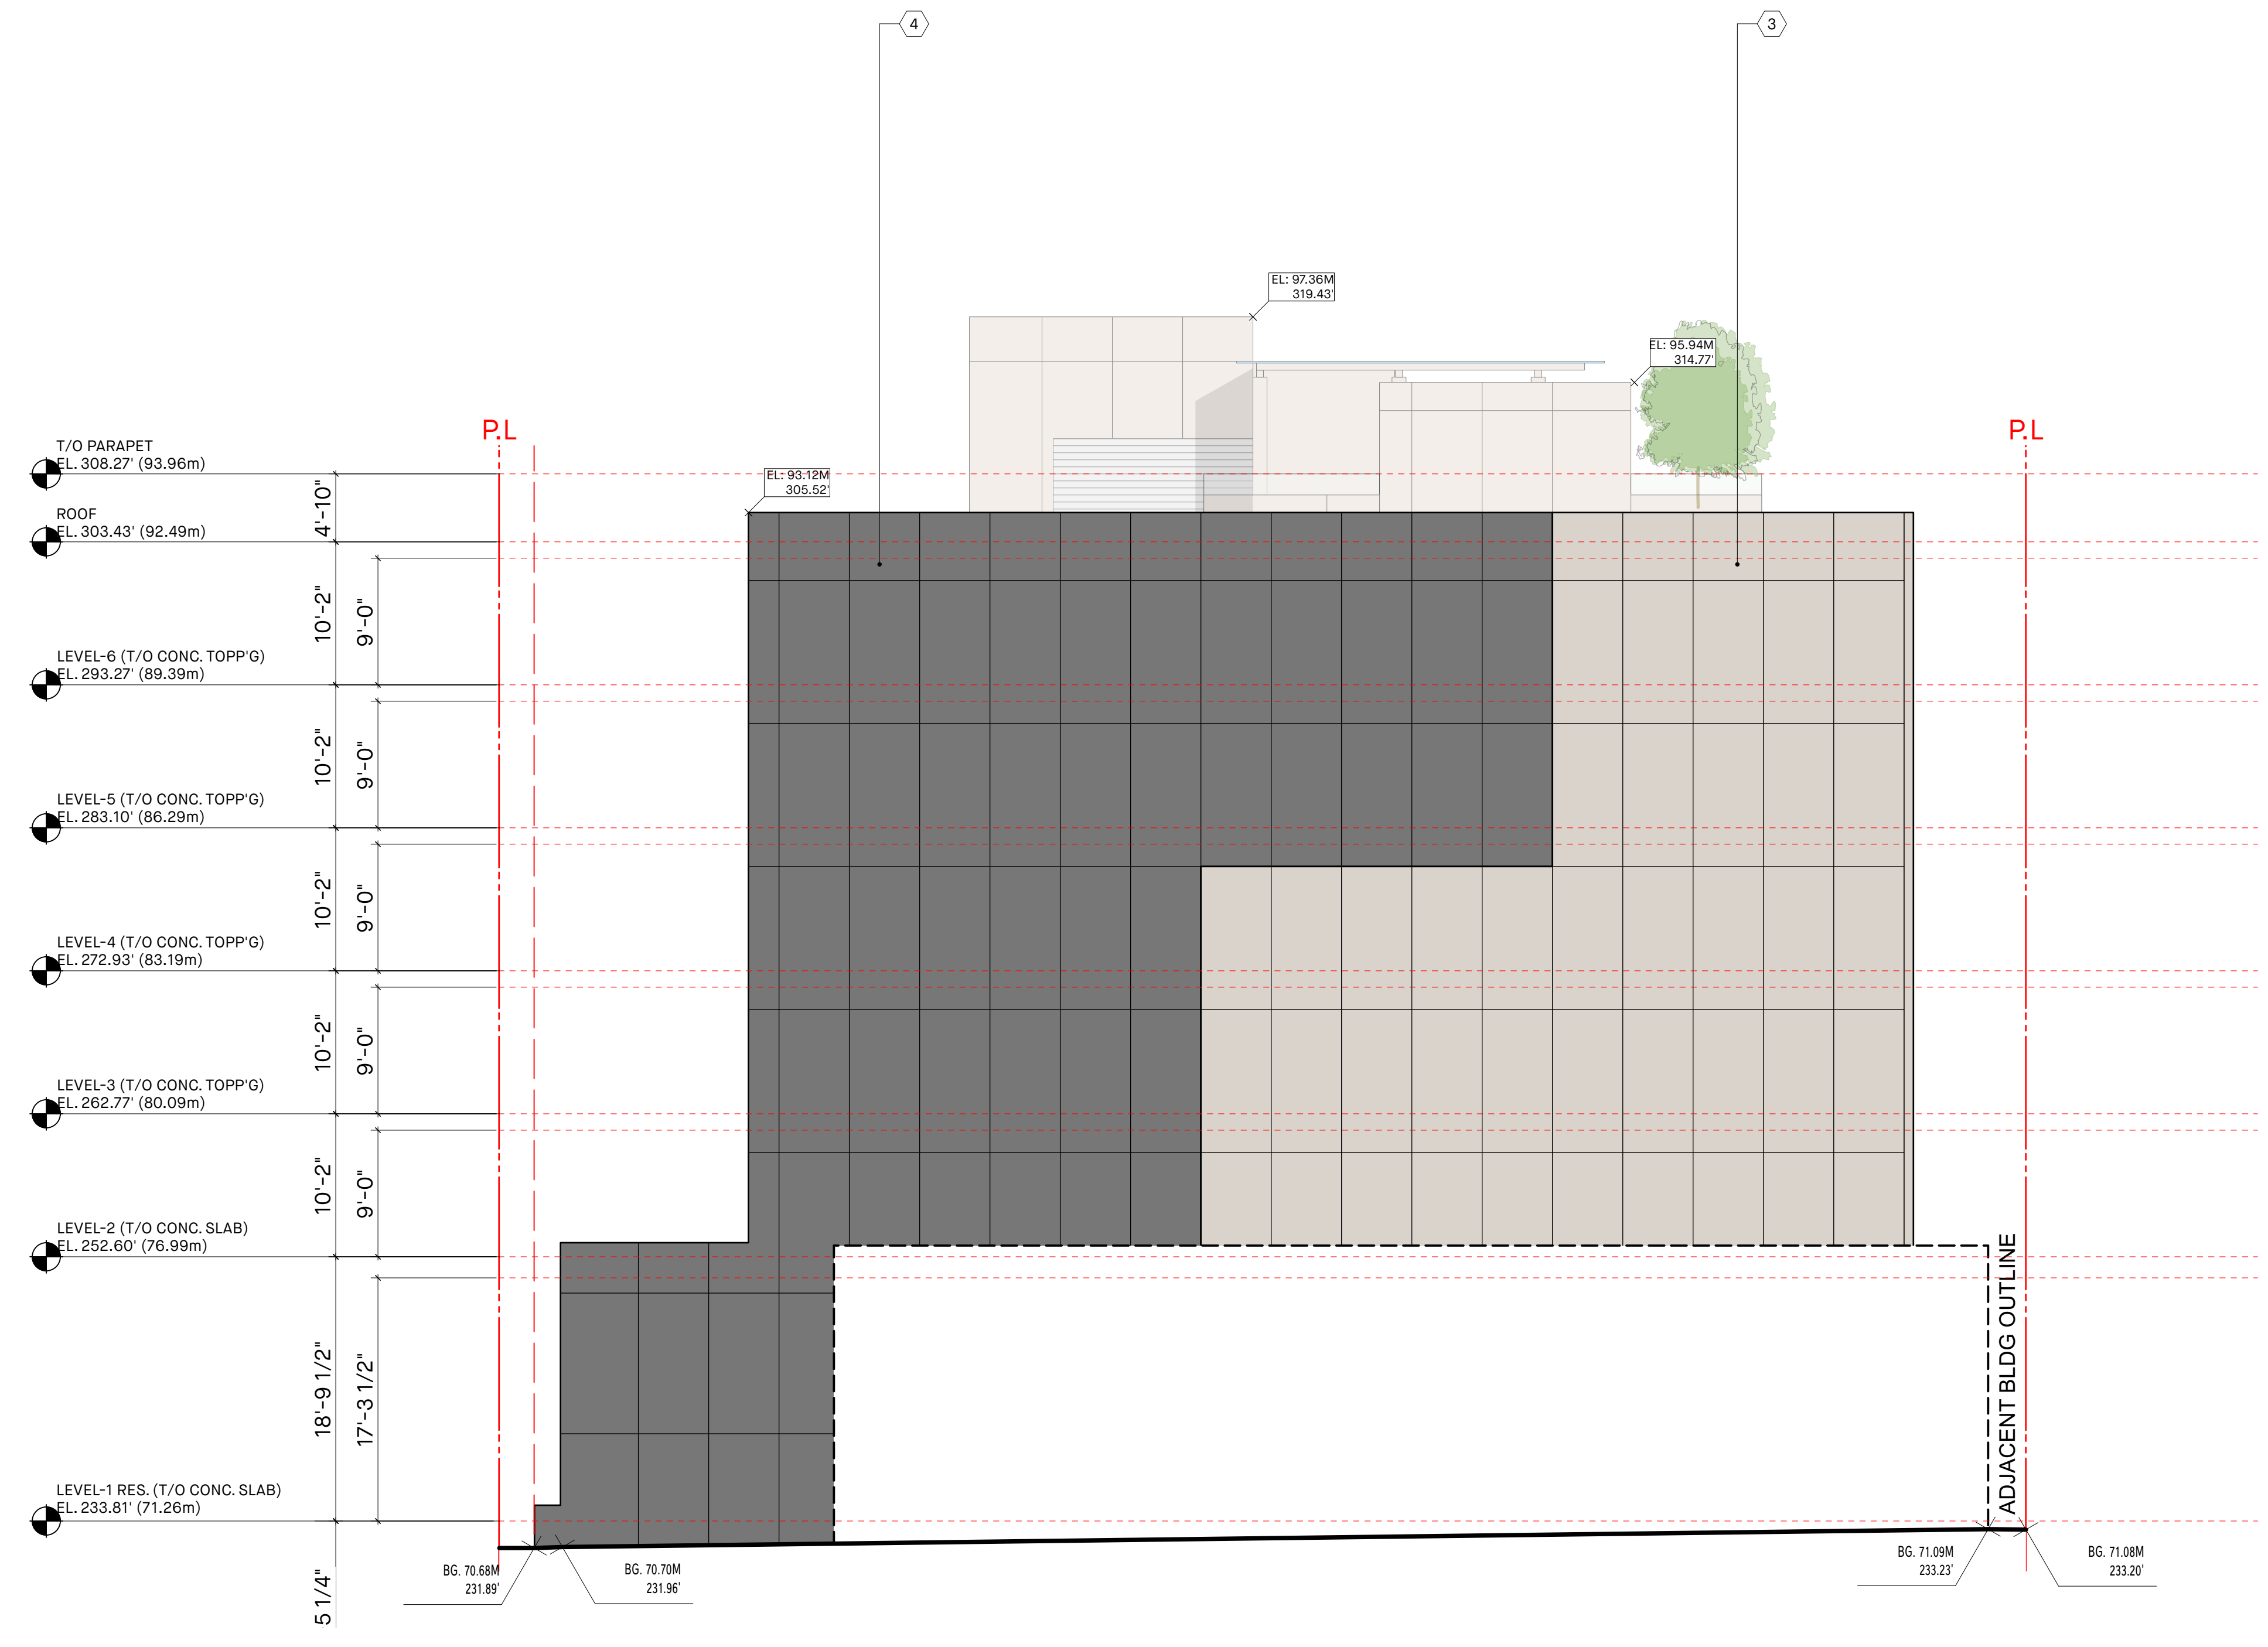 4
3
EL: 97.36M
319.43'
EL: 95.94M
314.77'
P.L
P.L
T/O PARAPET
EL. 308.27' (93.96m)
EL: 93.12M
305.52'
4'-10"
ROOF
EL. 303.43' (92.49m)
10'-2"
9'-0"
LEVEL-6 (T/O CONC. TOPP'G)
EL. 293.27' (89.39m)
10'-2"
9'-0"
LEVEL-5 (T/O CONC. TOPP'G)
EL. 283.10' (86.29m)
10'-2"
9'-0"
LEVEL-4 (T/O CONC. TOPP'G)
EL. 272.93' (83.19m)
10'-2"
9'-0"
LEVEL-3 (T/O CONC. TOPP'G)
EL. 262.77' (80.09m)
10'-2"
9'-0"
LEVEL-2 (T/O CONC. SLAB)
EL. 252.60' (76.99m)
18'-9 1/2"
17'-3 1/2"
ADJACENT BLDG OUTLINE
LEVEL-1 RES. (T/O CONC. SLAB)
EL. 233.81' (71.26m)
5 1/4"
BG. 70.68M
231.89'
BG. 70.70M
231.96'
BG. 71.09M
233.23'
BG. 71.08M
233.20'